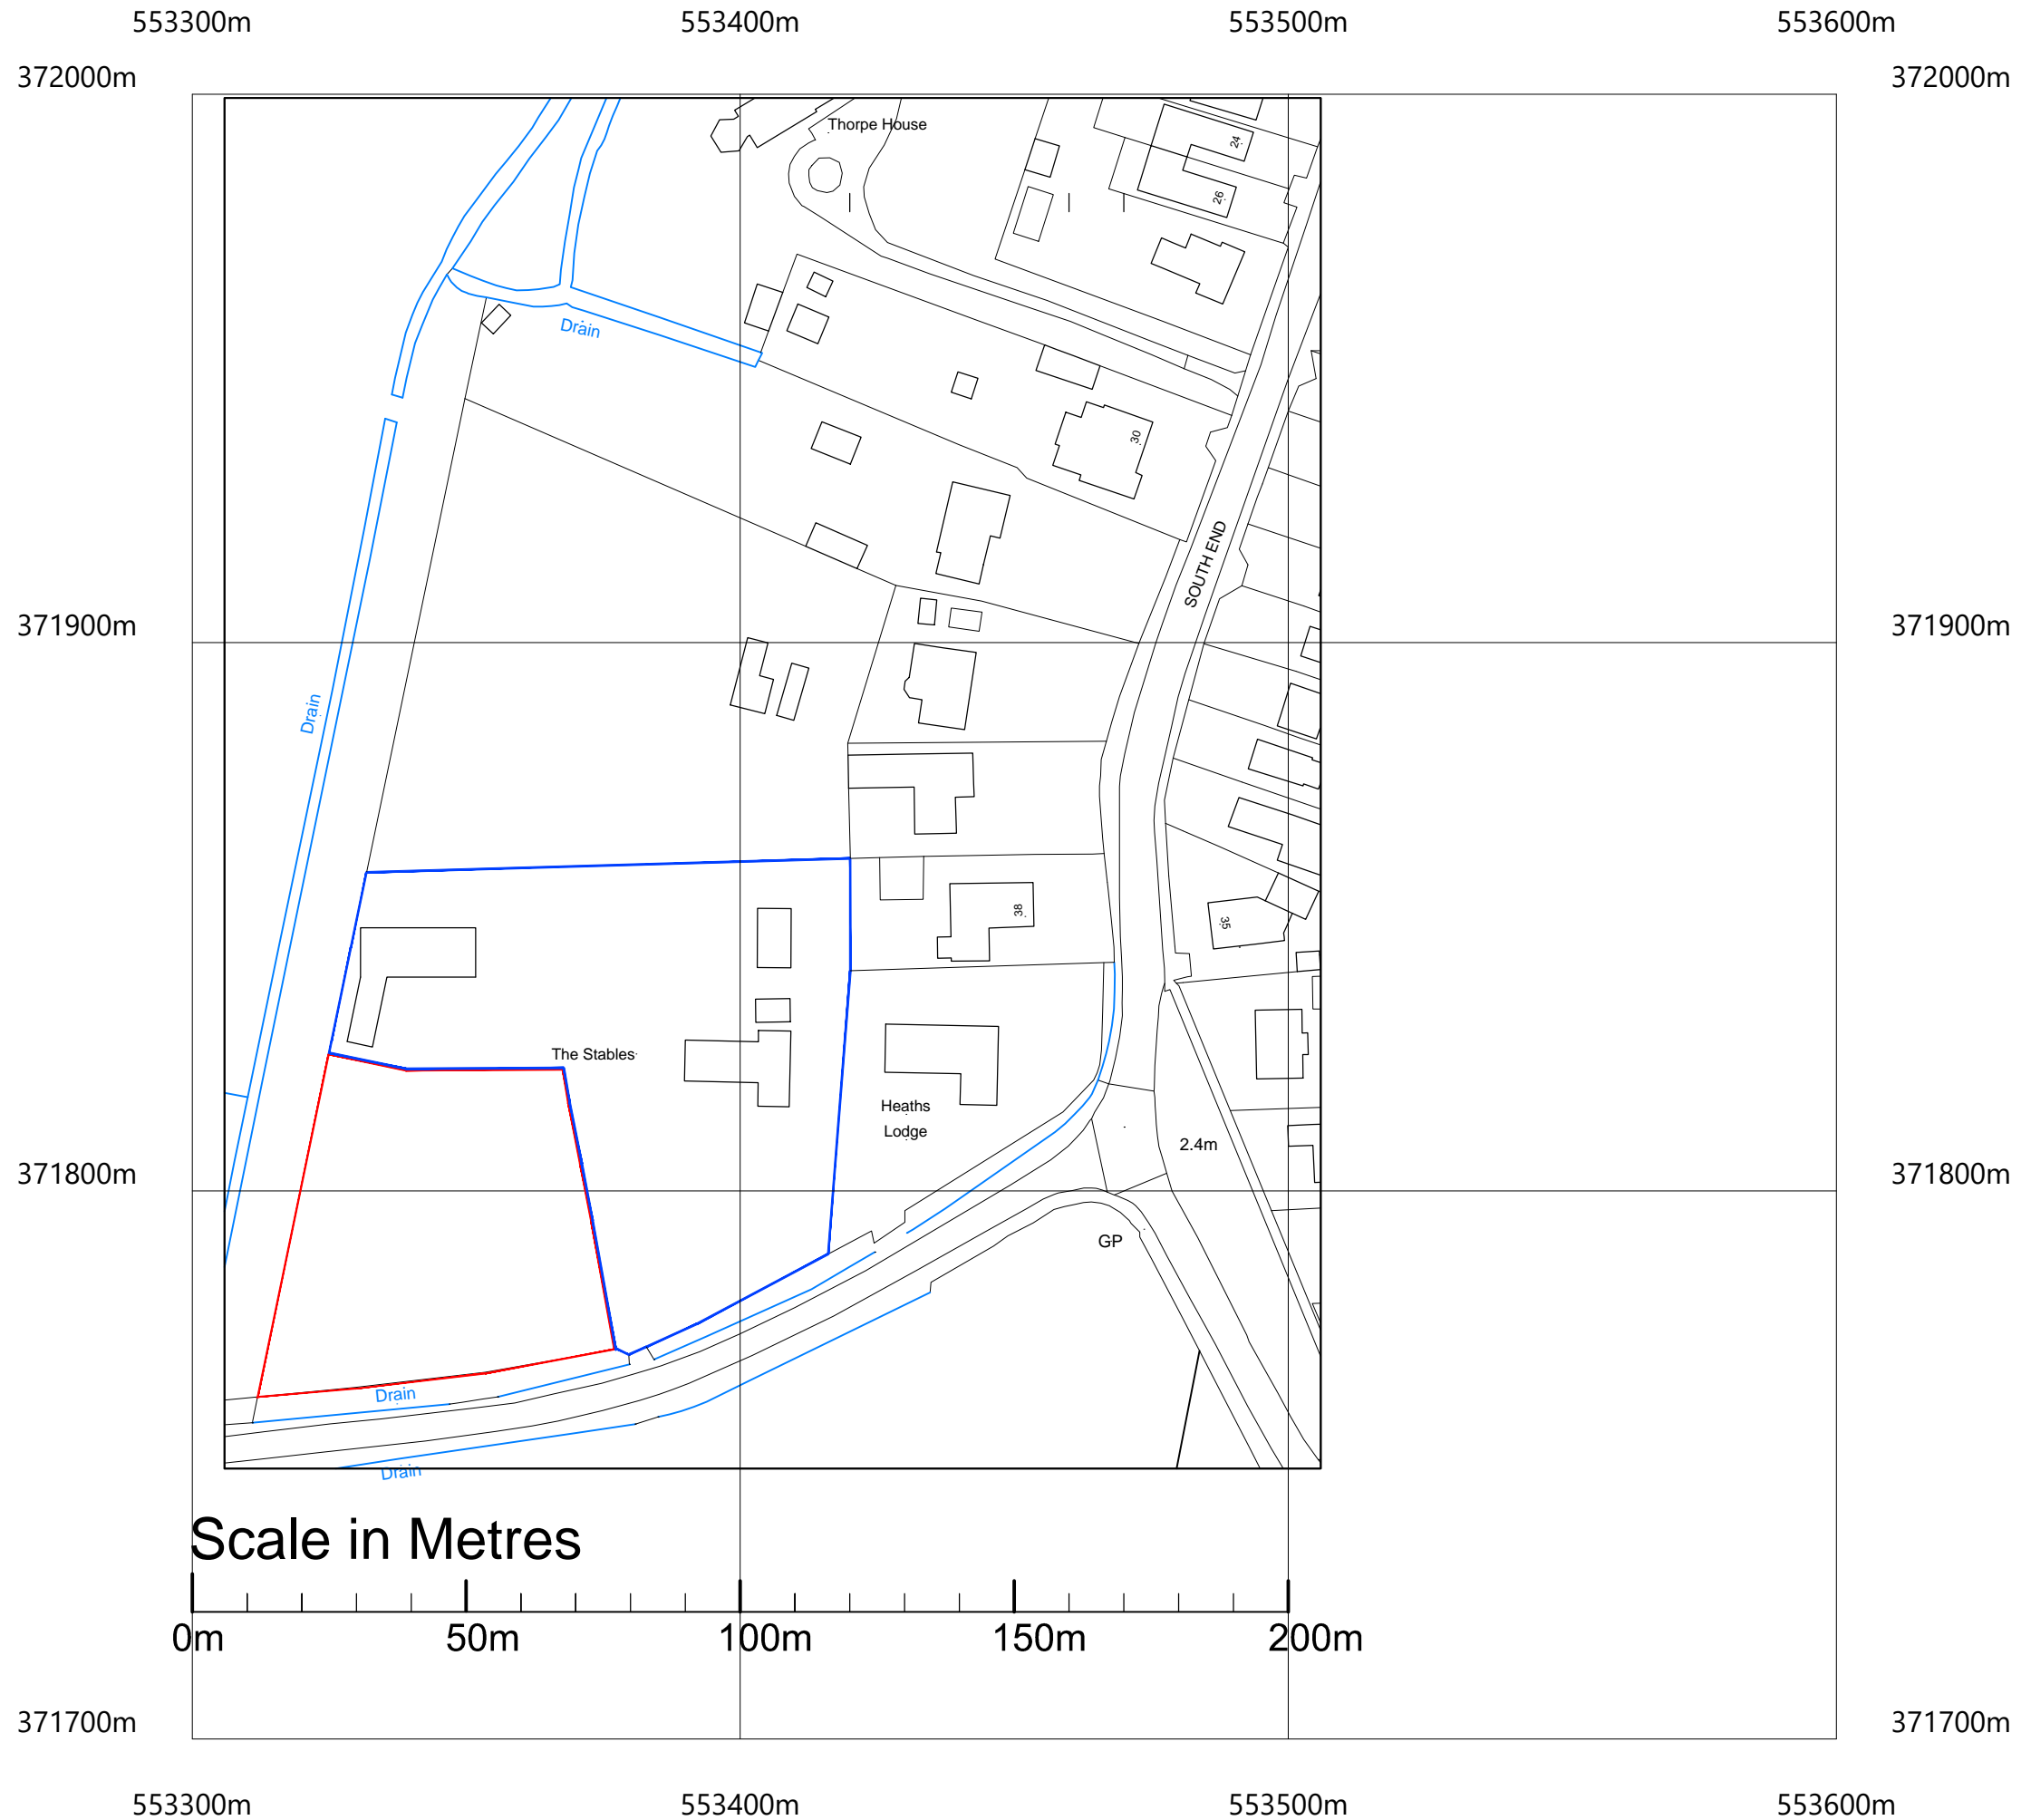 553300m 553400m 553500m 553600m
372000m 372000m
Thorpe House
24
26
Drain
30
SOUTH END
371900m 371900m
Drain
38
35
The Stables
Heaths
Lodge
2.4m
371800m 371800m
GP
Drain
Drain
Scale in Metres
0m 50m 100m 150m 200m
371700m 371700m
553300m 553400m 553500m 553600m